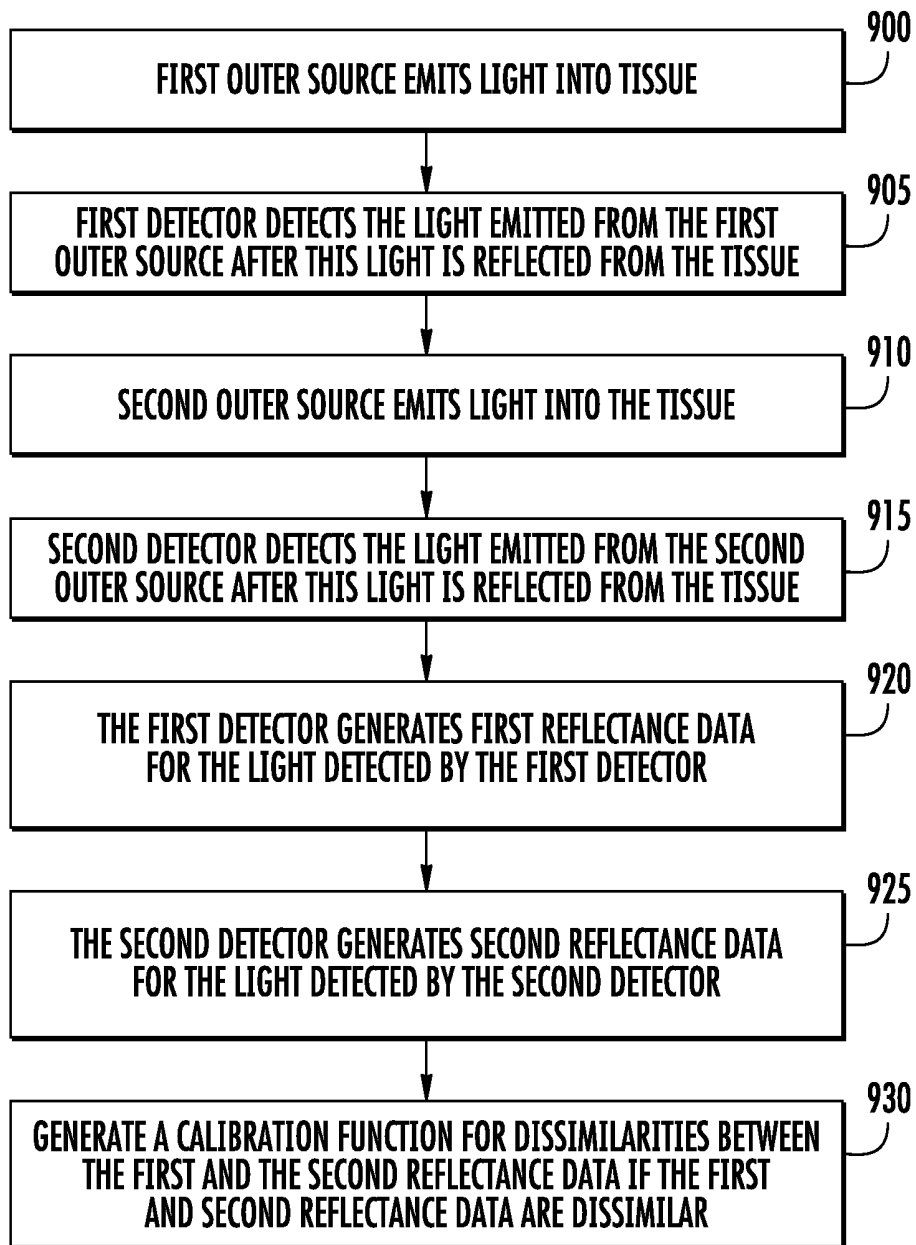 900
FIRST OUTER SOURCE EMITS LIGHT INTO TISSUE
905
FIRST DETECTOR DETECTS THE LIGHT EMITTED FROM THE FIRST
OUTER SOURCE AFTER THIS LIGHT IS REFLECTED FROM THE TISSUE
910
SECOND OUTER SOURCE EMITS LIGHT INTO THE TISSUE
915
SECOND DETECTOR DETECTS THE LIGHT EMITTED FROM THE SECOND
OUTER SOURCE AFTER THIS LIGHT IS REFLECTED FROM THE TISSUE
920
THE FIRST DETECTOR GENERATES FIRST REFLECTANCE DATA
FOR THE LIGHT DETECTED BY THE FIRST DETECTOR
925
THE SECOND DETECTOR GENERATES SECOND REFLECTANCE DATA
FOR THE LIGHT DETECTED BY THE SECOND DETECTOR
930
GENERATE A CALIBRATION FUNCTION FOR DISSIMILARITIES BETWEEN
THE FIRST AND THE SECOND REFLECTANCE DATA IF THE FIRST
AND SECOND REFLECTANCE DATA ARE DISSIMILAR